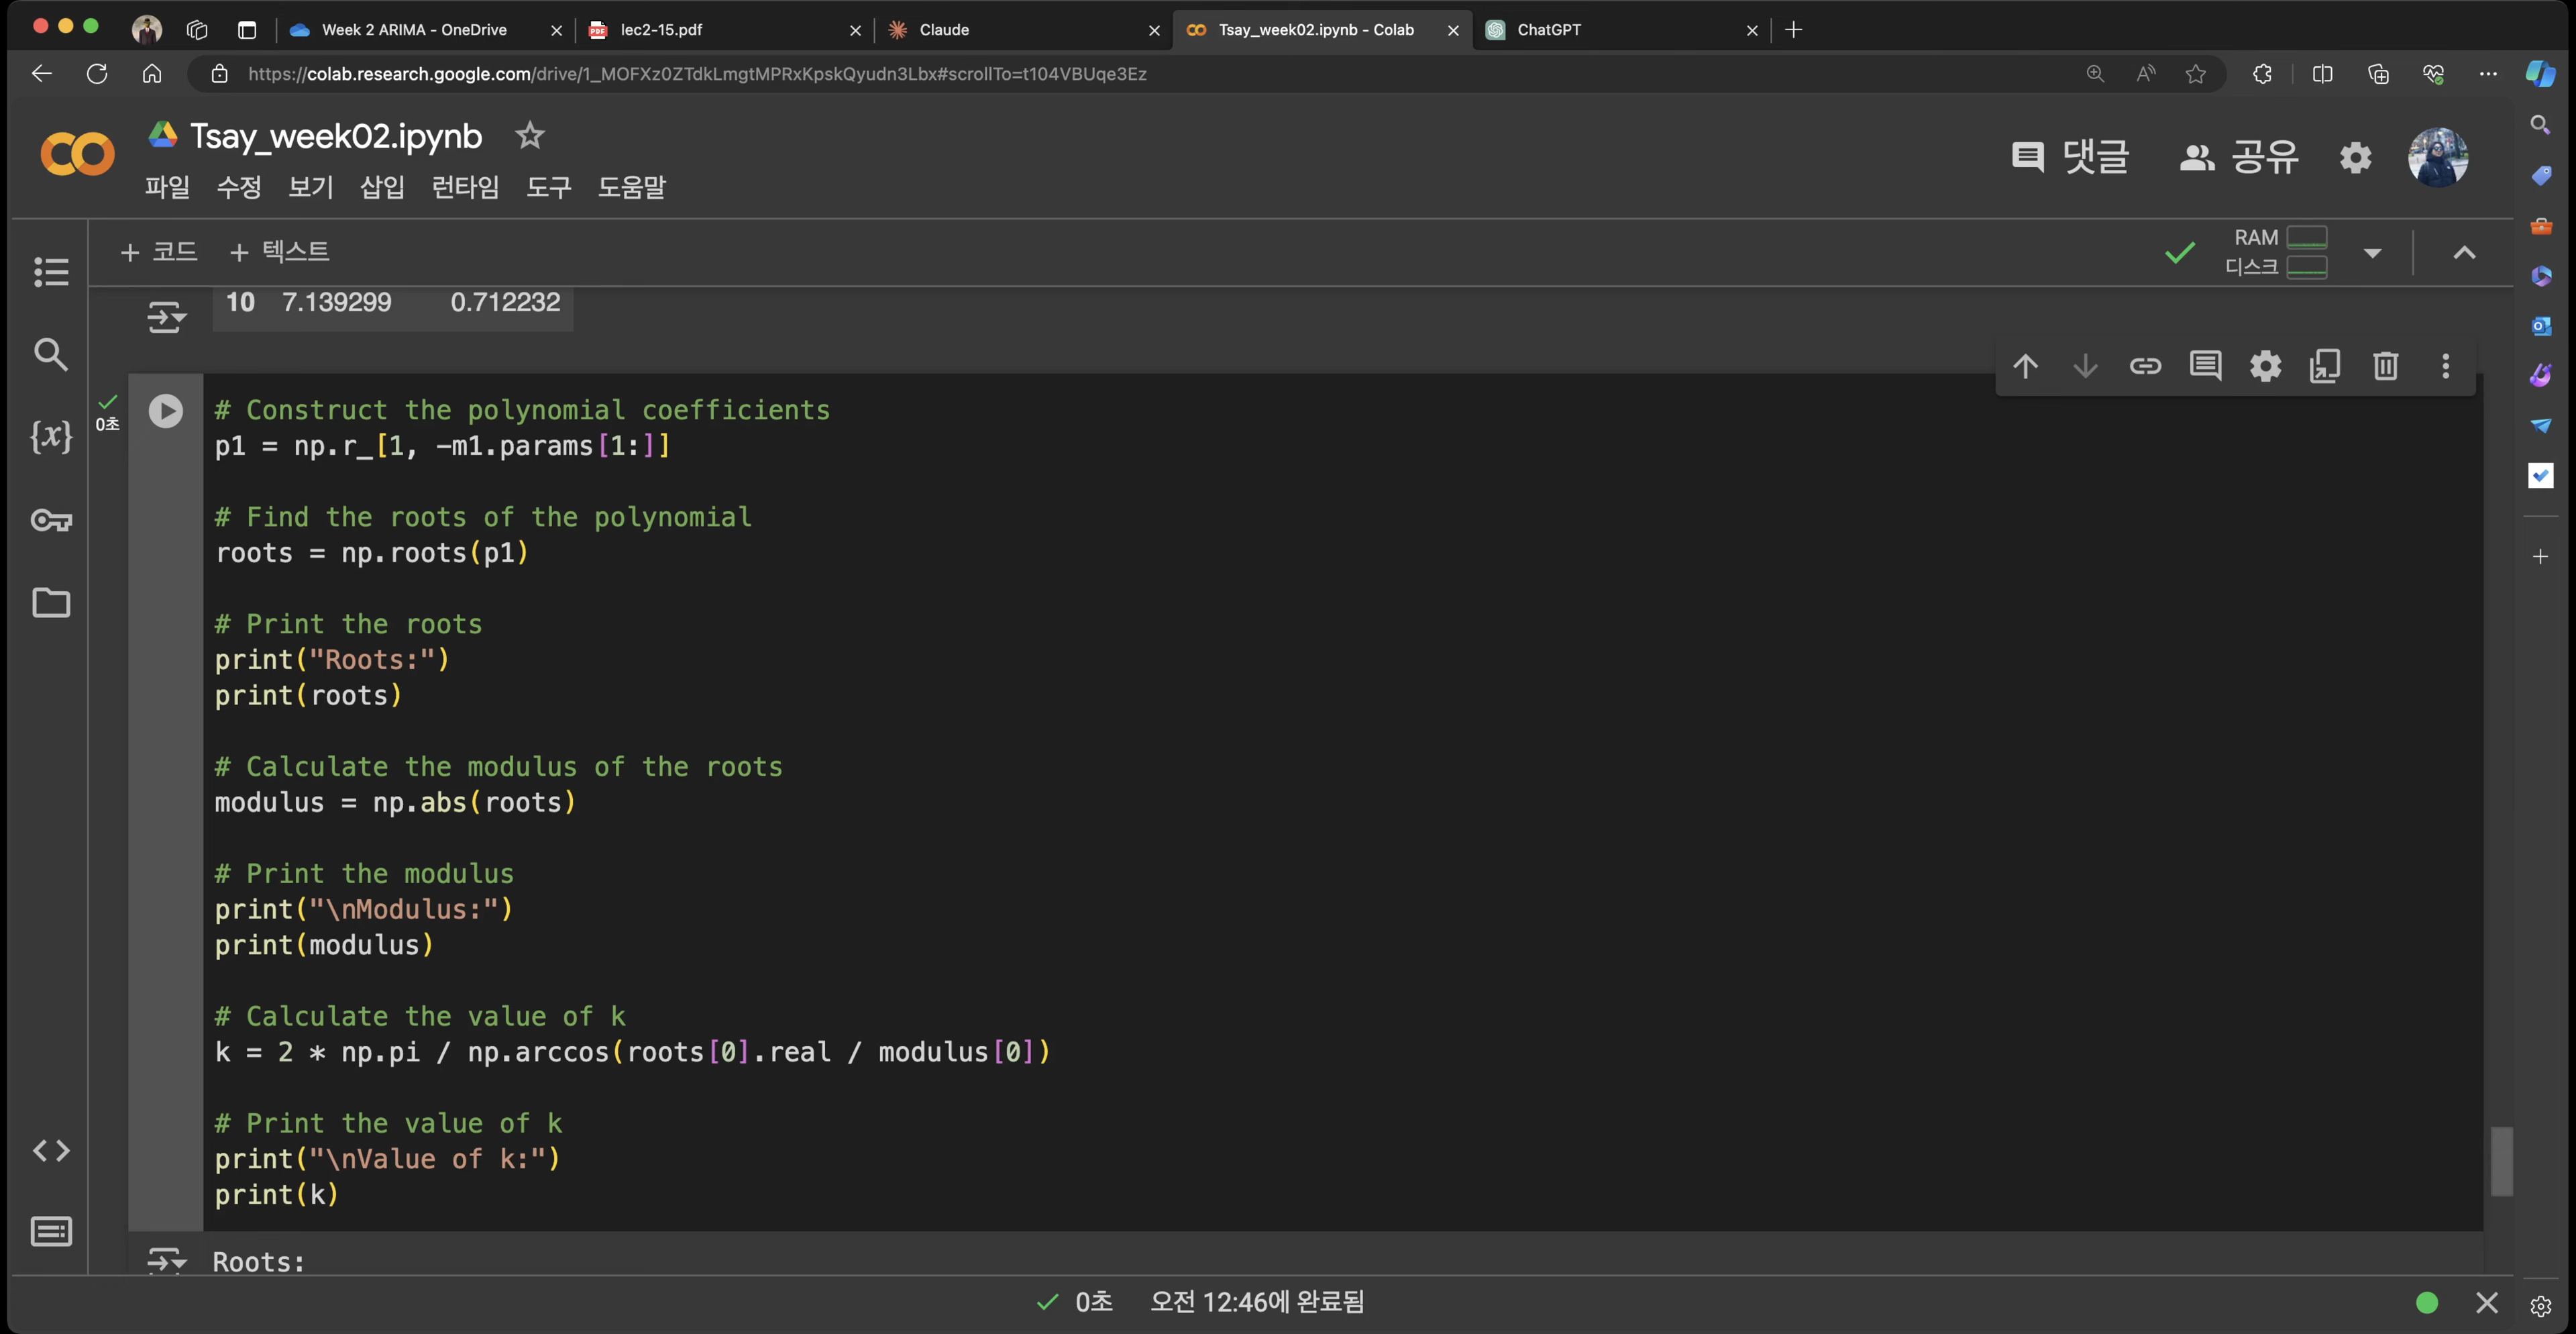 Week 2 ARIMA - OneDrive
lec2-15.pdf
Claude
Tsay_week02.ipynb - Colab
ChatGPT
https://colab.research.google.com/drive/1_MOFXz0ZTdkLmgtMPRxKpskQyudn3Lbx#scrollTo=t104VBUqe3Ez
Tsay_week02.ipynb
댓글
공유
파일 수정 보기 삽입 런타임 도구 도움말
+ 코드 + 텍스트
RAM
디스크
10 7.139299 0.712232
{x}
0초
# Construct the polynomial coefficients
p1 = np.r_[1, -m1.params[1:]]
# Find the roots of the polynomial
roots = np.roots(p1)
# Print the roots
print("Roots:")
print(roots)
# Calculate the modulus of the roots
modulus = np.abs(roots)
# Print the modulus
print("\nModulus:")
print(modulus)
# Calculate the value of k
k = 2 * np.pi / np.arccos(roots[0].real / modulus[0])
# Print the value of k
print("\nValue of k:")
print(k)
Roots:
0초 오전 12:46에 완료됨